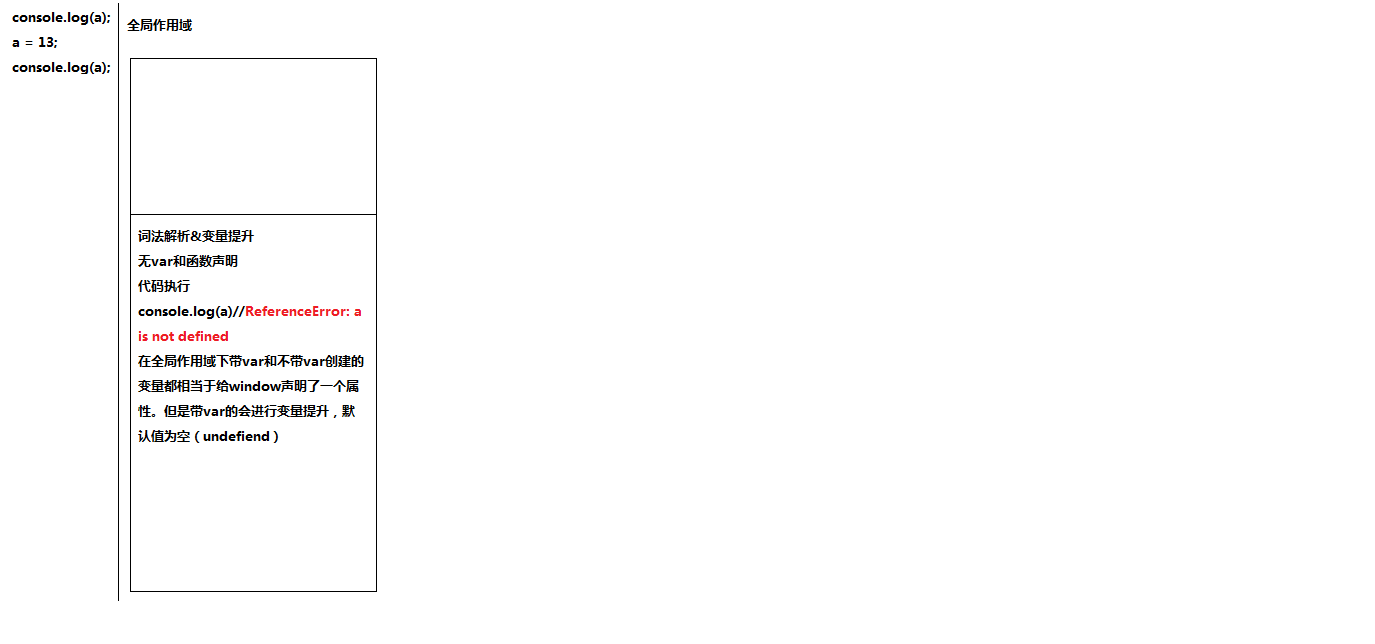 console.log(a);
a = 13;
console.log(a);
全局作用域
词法解析&变量提升
无var和函数声明
代码执行
console.log(a)//ReferenceError: a
is not defined
在全局作用域下带var和不带var创建的
变量都相当于给window声明了一个属
性。但是带var的会进行变量提升，默
认值为空（undefiend）